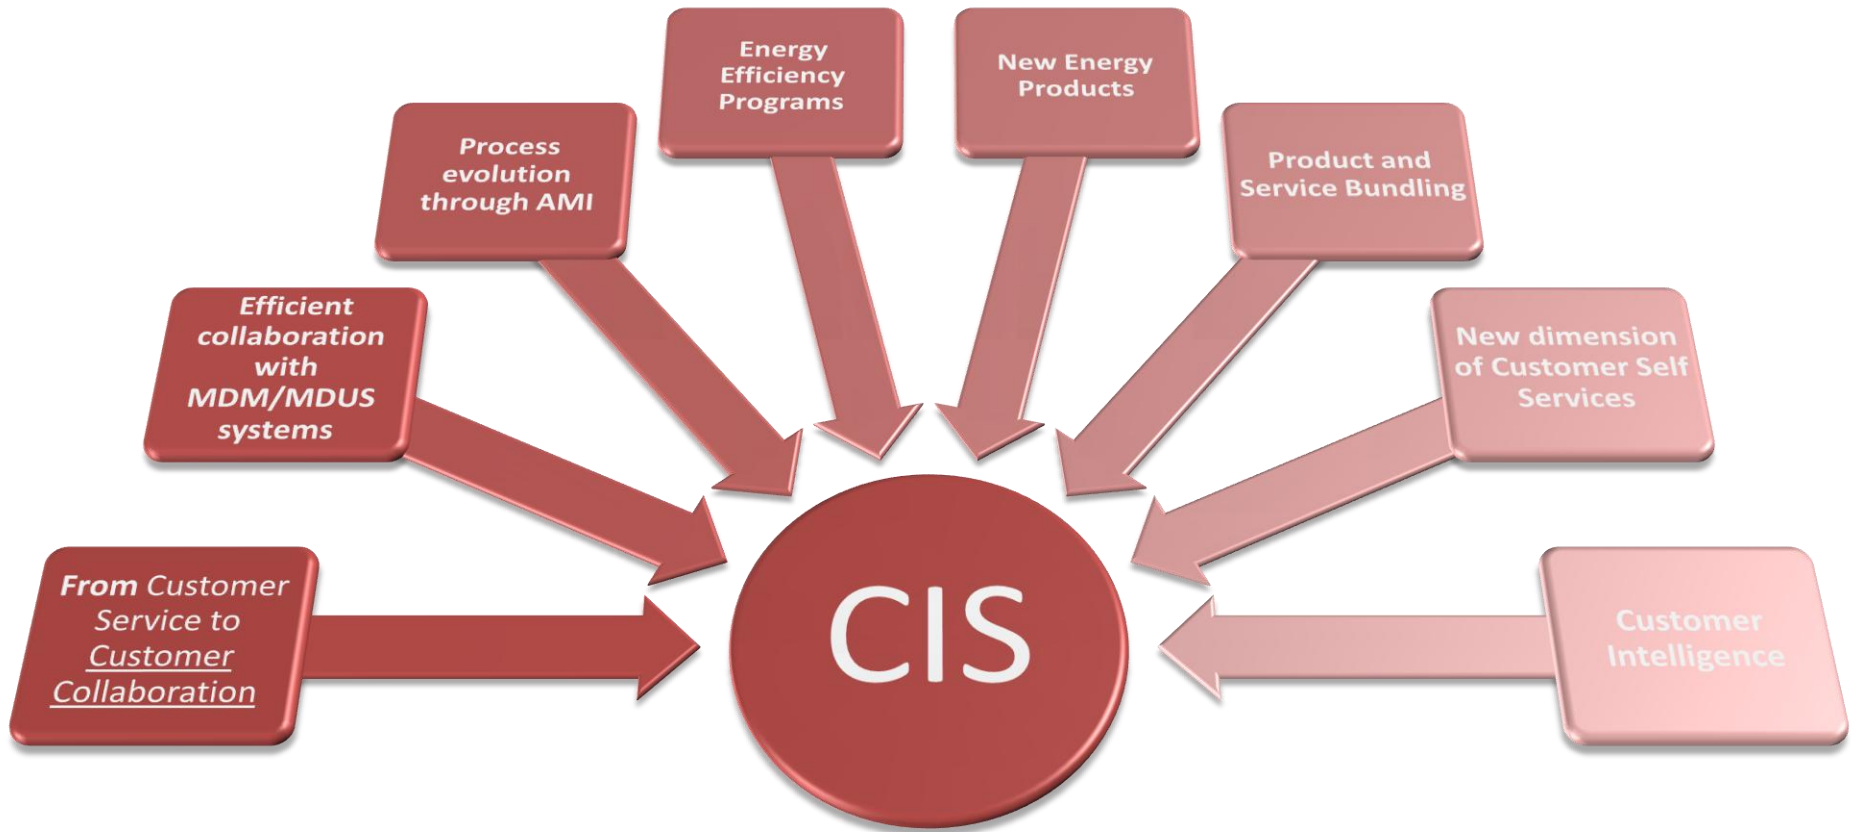 Energy
Efficiency
Programs
New Energy
Products
Process
evolution
through AMI
Product and
Service Bundling
Efficient
collaboration
with
MDM/MDUS
systems
New dimension
of Customer Self
Services
From Customer
Service to
Customer
Collaboration
CIS
Customer
Intelligence